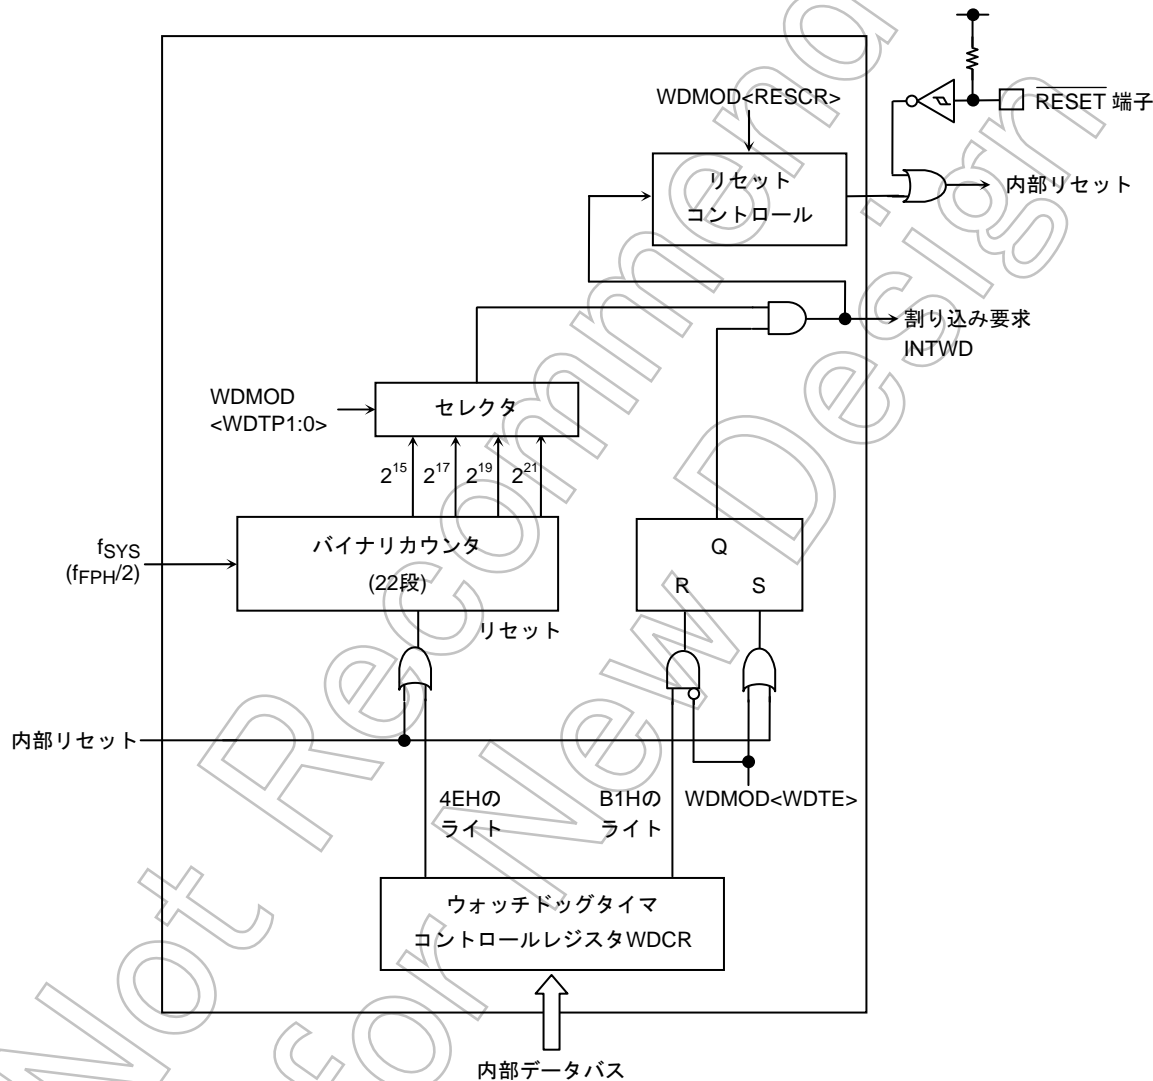 WDMOD<RESCR>
RESET 端子
リセット
コントロール
内部リセット
割り込み要求
INTWD
WDMOD
<WDTP1:0>
セレクタ
2^15 2^17 2^19 2^21
fSYS
(fFPH/2)
バイナリカウンタ
(22段)
リセット
Q
R S
内部リセット
4EHの
ライト
B1Hの
ライト
WDMOD<WDTE>
ウォッチドッグタイマ
コントロールレジスタWDCR
内部データバス
Not Recommend
for New Design